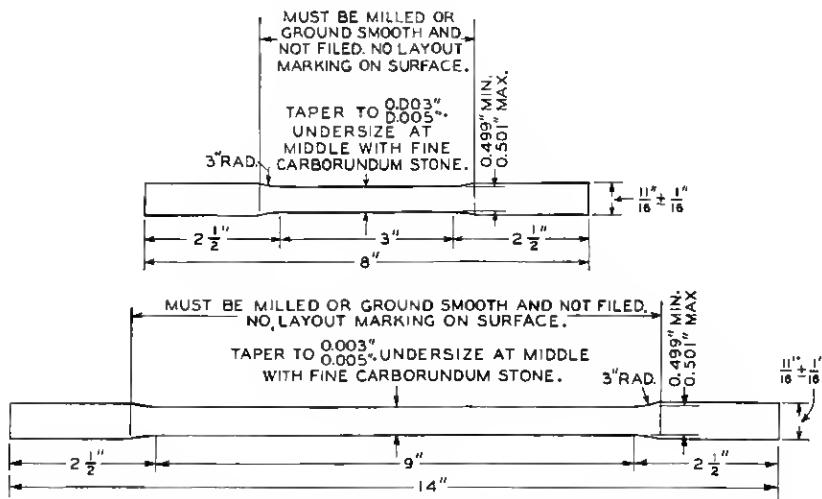 MUST BE MILLED OR
GROUND SMOOTH AND
NOT FILED. NO LAYOUT
MARKING ON SURFACE.
TAPER TO 0.003"
0.005"
UNDERSIZE AT
MIDDLE WITH FINE
CARBORUNDUM STONE.
0.499" MIN.
0.501" MAX.
3" RAD.
11"/16 ± 1"/16
2 1/2"
3"
2 1/2"
8"
MUST BE MILLED OR GROUND SMOOTH AND NOT FILED.
NO LAYOUT MARKING ON SURFACE.
TAPER TO 0.003"
0.005" UNDERSIZE AT MIDDLE
WITH FINE CARBORUNDUM STONE.
3" RAD.
0.499" MIN.
0.501" MAX
11"/16 ± 1"/16
2 1/2"
9"
2 1/2"
14"